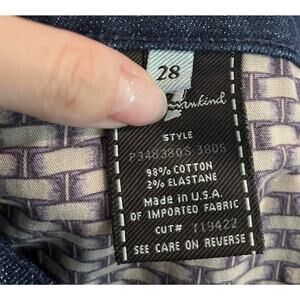 28
mankind
STYLE
P348380S 380S
98% COTTON
2% ELASTANE
Made in U.S.A.
OF IMPORTED FABRIC
CUT# 719422
SEE CARE ON REVERSE